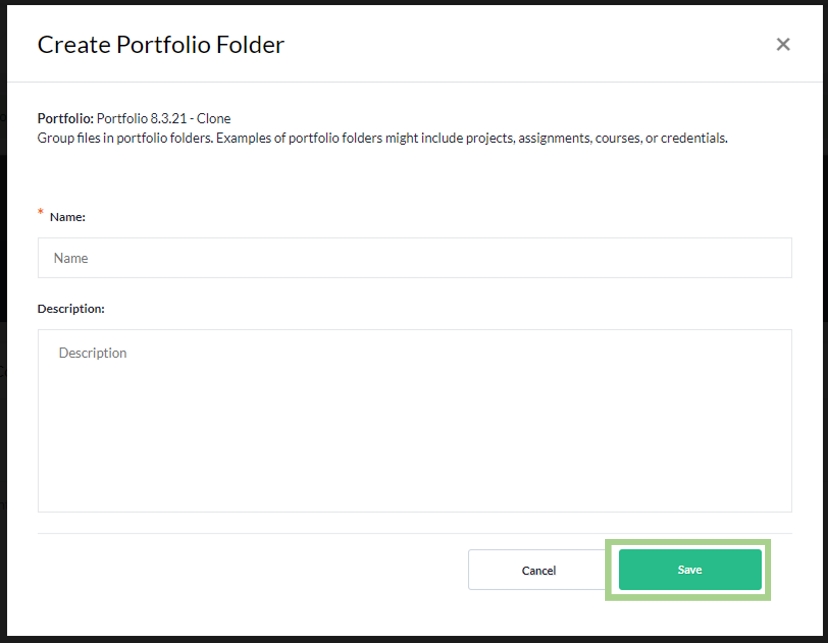 Create Portfolio Folder
Portfolio: Portfolio 8.3.21 - Clone
Group files in portfolio folders. Examples of portfolio folders might include projects, assignments, courses, or credentials.
* Name:
Name
Description:
Description
Cancel
Save